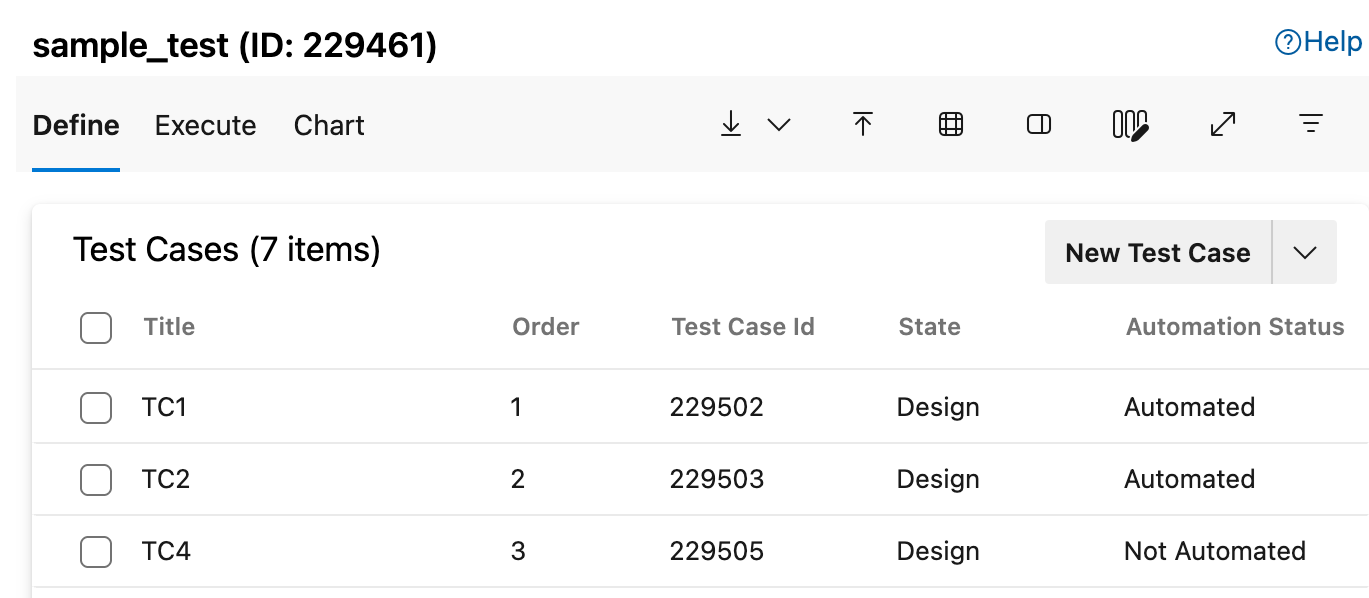 sample_test (ID: 229461)
Help
Define Execute Chart
Test Cases (7 items)
New Test Case
Title Order Test Case Id State Automation Status
TC1 1 229502 Design Automated
TC2 2 229503 Design Automated
TC4 3 229505 Design Not Automated